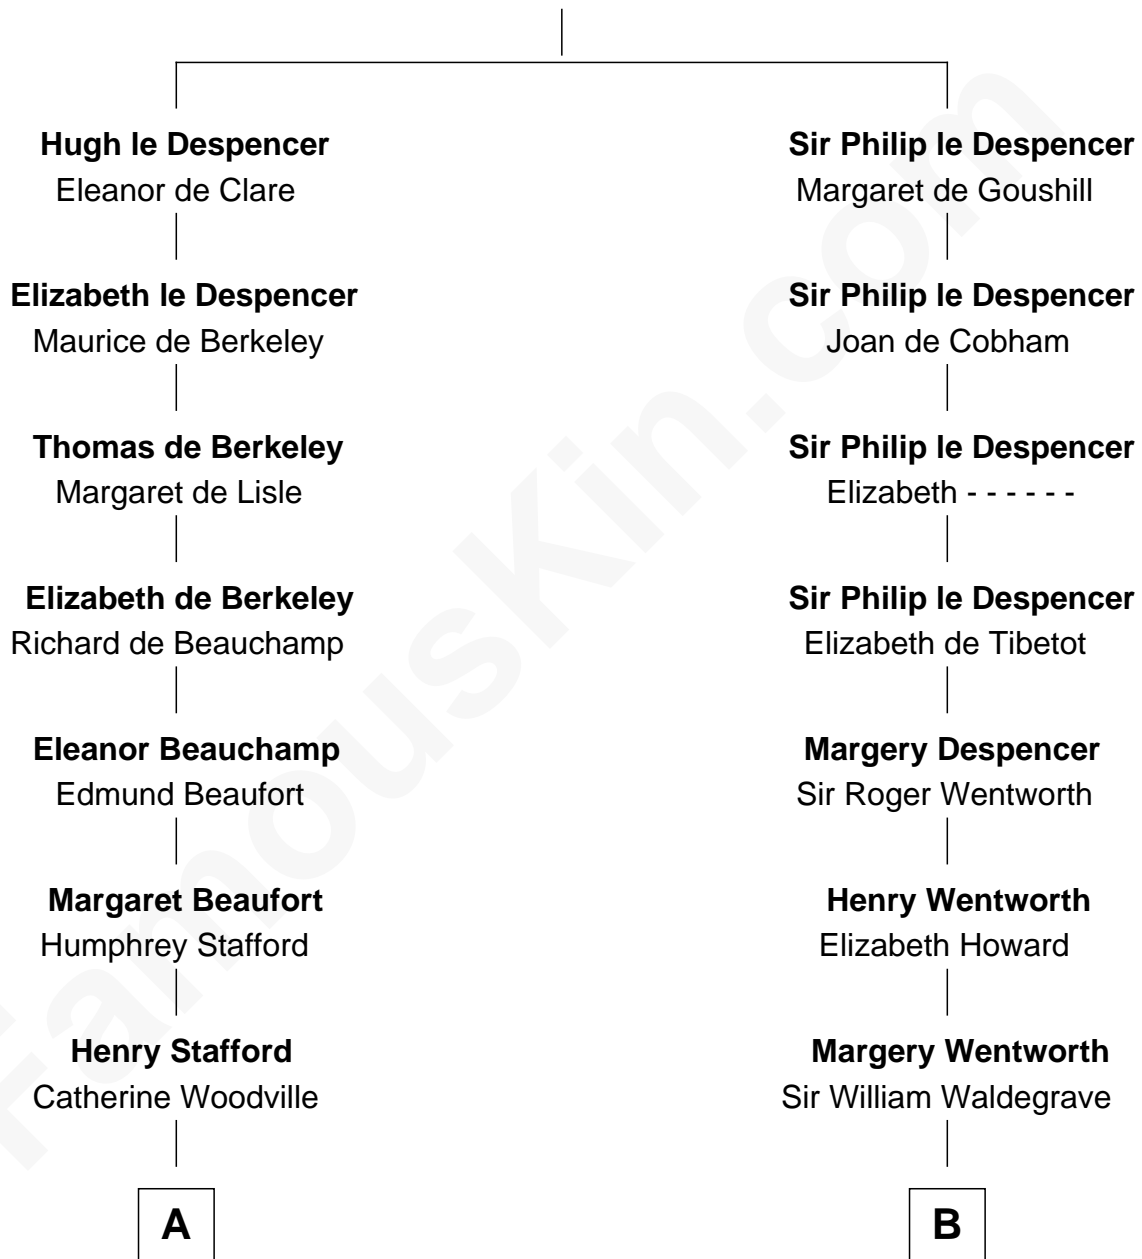 Hugh le Despencer
Eleanor de Clare
Elizabeth le Despencer
Maurice de Berkeley
Thomas de Berkeley
Margaret de Lisle
Elizabeth de Berkeley
Richard de Beauchamp
Eleanor Beauchamp
Edmund Beaufort
Margaret Beaufort
Humphrey Stafford
Henry Stafford
Catherine Woodville
A
Sir Philip le Despencer
Margaret de Goushill
Sir Philip le Despencer
Joan de Cobham
Sir Philip le Despencer
Elizabeth - - - - - -
Sir Philip le Despencer
Elizabeth de Tibetot
Margery Despencer
Sir Roger Wentworth
Henry Wentworth
Elizabeth Howard
Margery Wentworth
Sir William Waldegrave
B
FamousKin.com